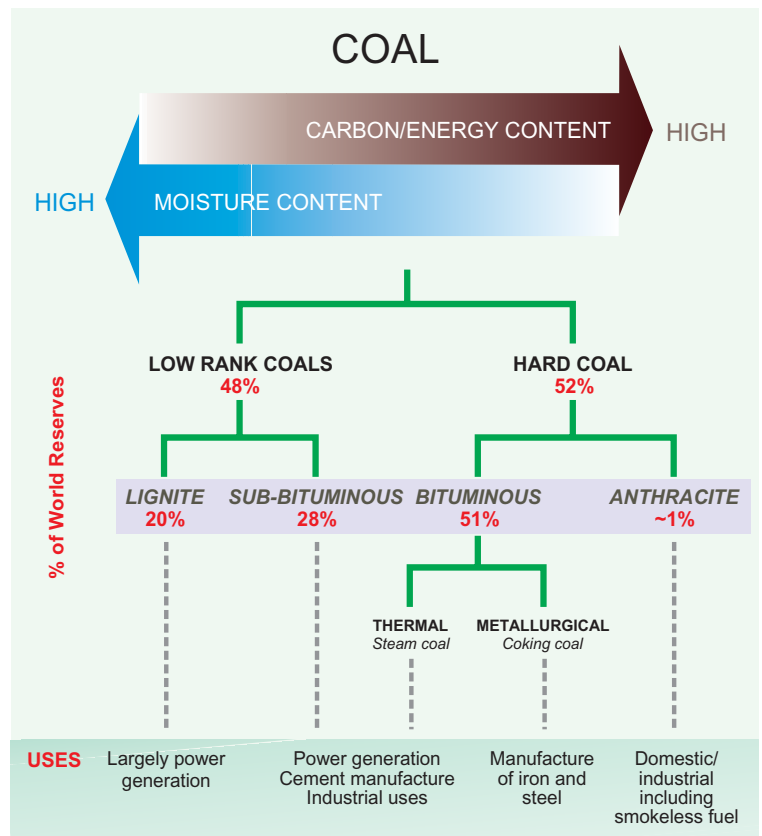 COAL
CARBON/ENERGY CONTENT
HIGH
HIGH
MOISTURE CONTENT
LOW RANK COALS
48%
HARD COAL
52%
% of World Reserves
LIGNITE
20%
SUB-BITUMINOUS
28%
BITUMINOUS
51%
ANTHRACITE
~1%
THERMAL
Steam coal
METALLURGICAL
Coking coal
USES
Largely power
generation
Power generation
Cement manufacture
Industrial uses
Manufacture
of iron and
steel
Domestic/
industrial
including
smokeless fuel